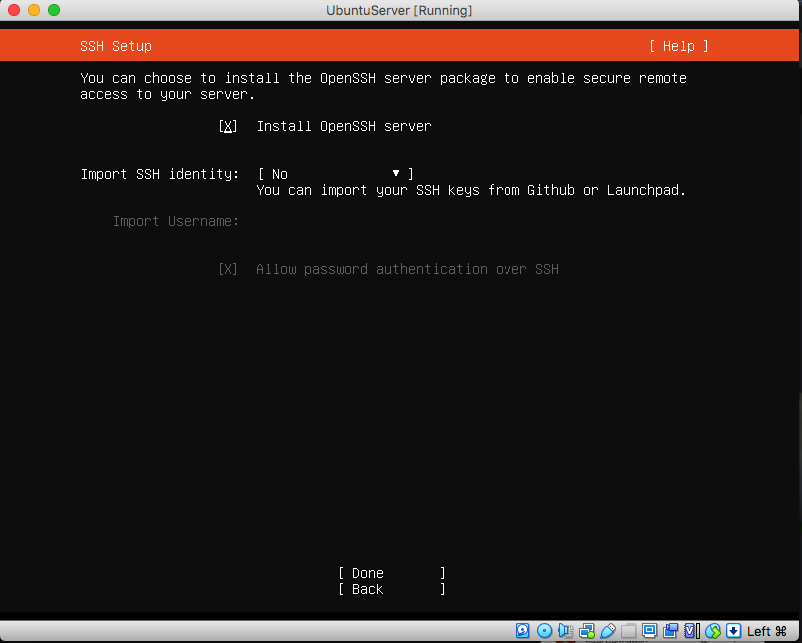 UbuntuServer [Running]
SSH Setup [ Help ]
You can choose to install the OpenSSH server package to enable secure remote
access to your server.
[X] Install OpenSSH server
Import SSH identity: [ No ▾ ]
You can import your SSH keys from Github or Launchpad.
Import Username:
[X] Allow password authentication over SSH
[ Done ]
[ Back ]
Left ⌘